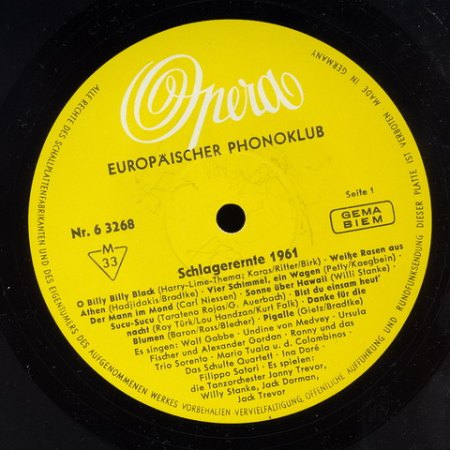 Opera
EUROPÄISCHER PHONOKLUB
Nr. 6 3268
M
33
Seite 1
GEMA
BIEM
Schlagerernte 1961
O Billy Billy Black (Harry-Lime-Thema; Karas/Ritter/Birk) · Weiße Rosen aus
Athen (Hadjidakis/Bradtke) · Vier Schimmel, ein Wagen (Petty/Kaegbein) ·
Der Mann im Mond (Carl Niessen) · Sonne über Hawaii (Willi Stanke) ·
Sucu-Sucu (Tarateno Rojas/G. Auerbach) · Bist du einsam heut'
nacht (Roy Türk/Lou Handzan/Kurt Falk) · Danke für die
Blumen (Baron/Ross/Blecher) · Pigalle (Gietz/Bradtke)
Es singen: Wolf Gabbe · Undine von Medvey · Ursula
Fischer und Alexander Gordon · Ronny und das
Trio Sorento · Mario Tuala u. d. Colombinos ·
Das Schulte Quartett · Ina Doré ·
Filippo Satori · Es spielen:
die Tanzorchester Jonny Trevor,
Willy Stanke, Jack Dorman,
Jack Trevor
ALLE RECHTE DES SCHALLPLATTENFABRIKANTEN UND DES EIGENTÜMERS DES AUFGENOMMENEN WERKES VORBEHALTEN VERVIELFÄLTIGUNG, ÖFFENTLICHE AUFFÜHRUNG UND RUNDFUNKSENDUNG DIESER PLATTE IST VERBOTEN MADE IN GERMANY